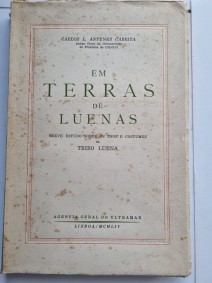 CARLOS L. ANTUNES CABRITA
EM
TERRAS
DE
LUENAS
BREVE ESTUDO SOBRE OS USOS E COSTUMES
DA
TRIBO LUENA
AGÊNCIA GERAL DO ULTRAMAR
LISBOA/MCMLIV